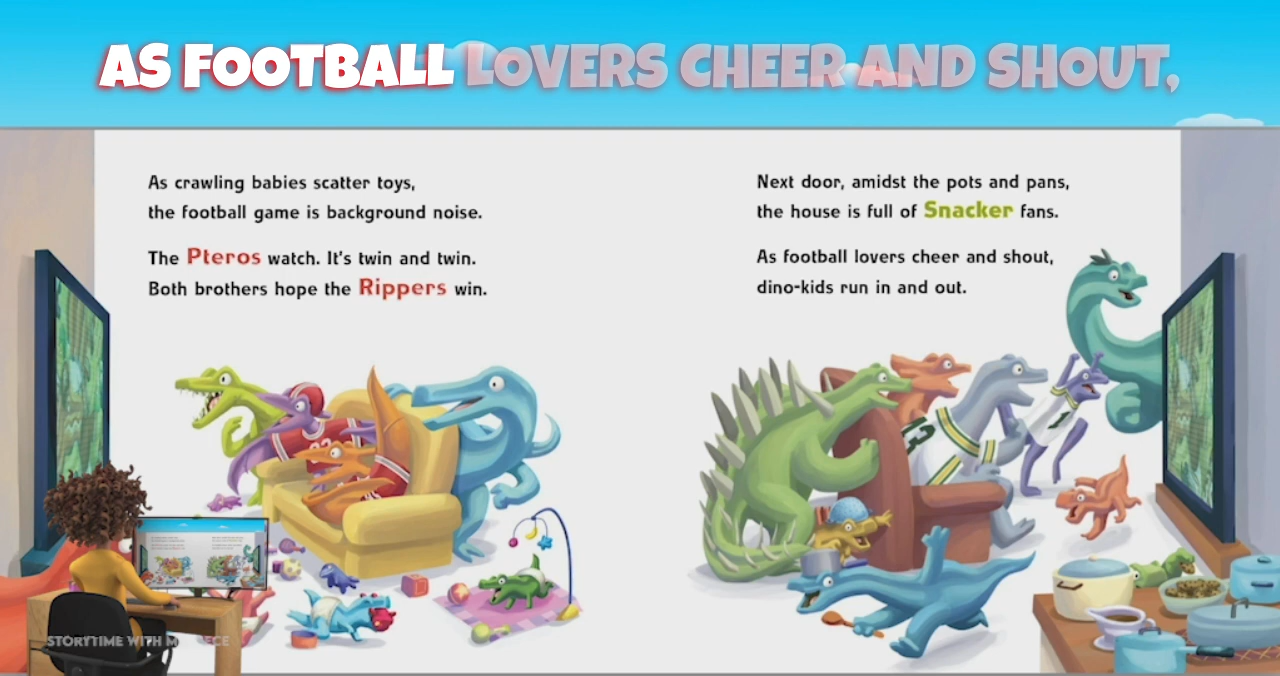 AS FOOTBALL LOVERS CHEER AND SHOUT,
As crawling babies scatter toys,
the football game is background noise.
The Pteros watch. It's twin and twin.
Both brothers hope the Rippers win.
Next door, amidst the pots and pans,
the house is full of Snacker fans.
As football lovers cheer and shout,
dino-kids run in and out.
STORYTIME WITH